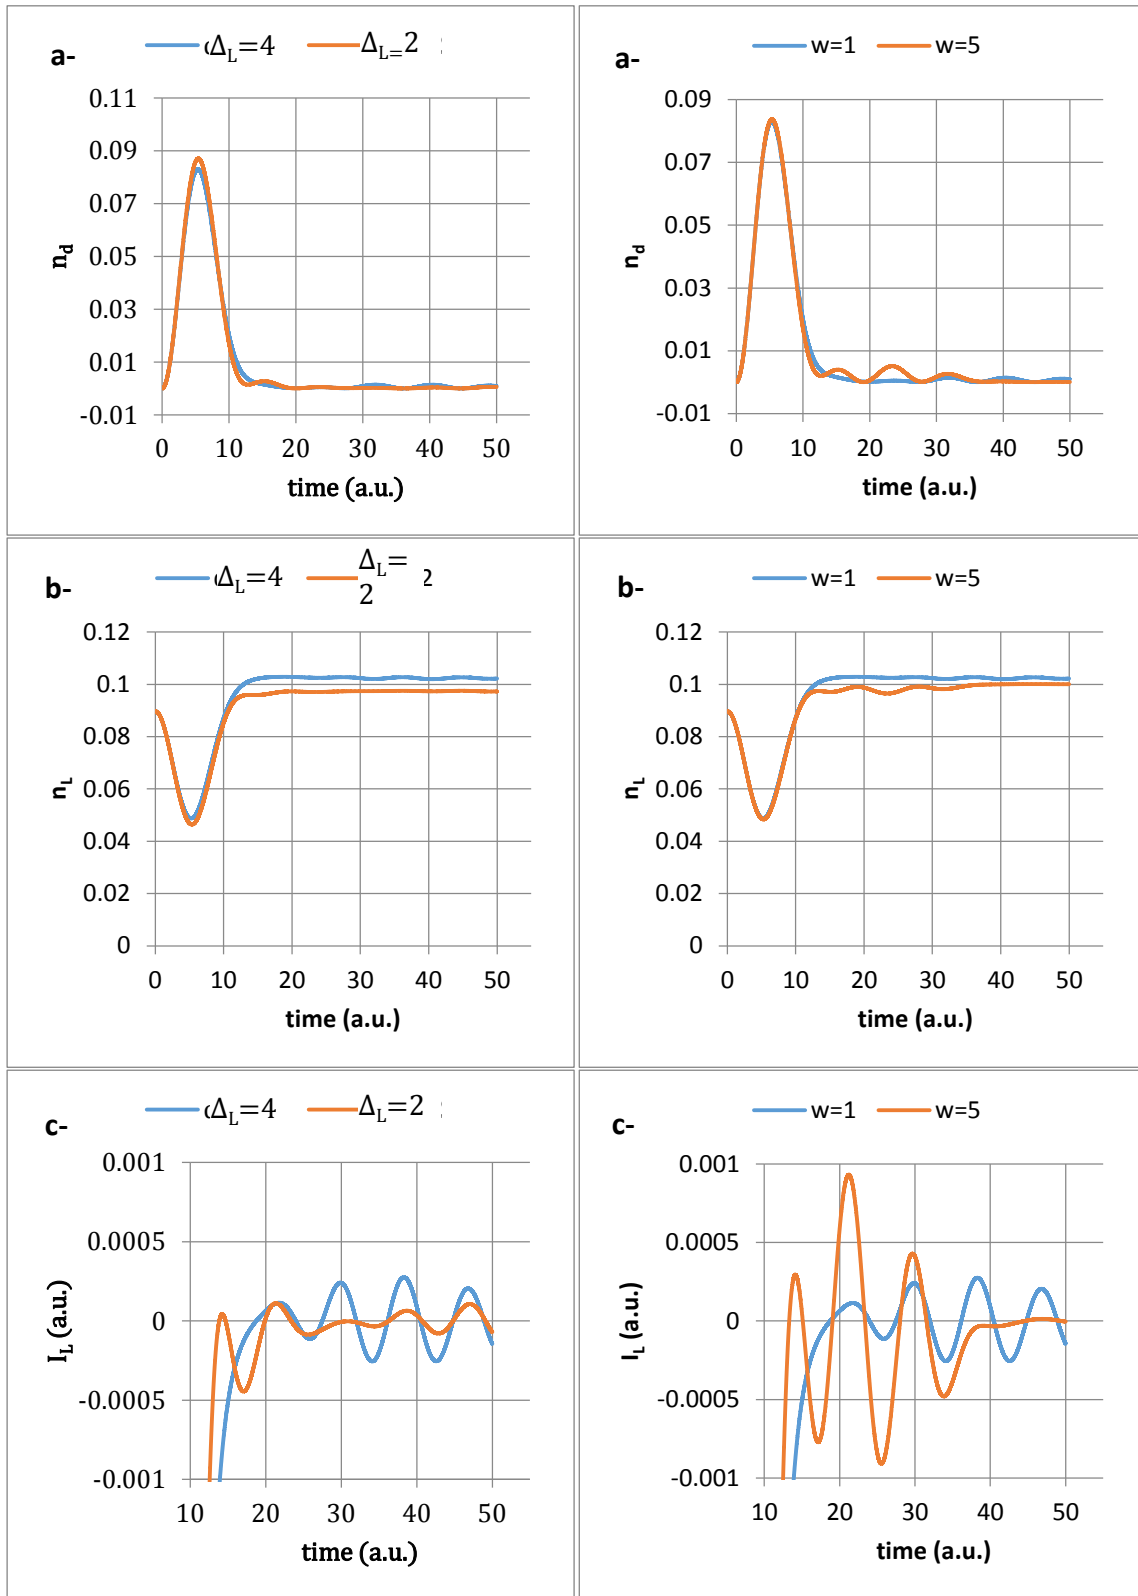 a-
ΔL=4 ΔL=2
0.11
0.09
0.07
0.05
0.03
0.01
-0.01
nd
0 10 20 30 40 50
time (a.u.)
a-
w=1 w=5
0.09
0.07
0.05
0.03
0.01
-0.01
nd
0 10 20 30 40 50
time (a.u.)
b-
ΔL=4 ΔL=
2 2
0.12
0.1
0.08
0.06
0.04
0.02
0
nL
0 10 20 30 40 50
time (a.u.)
b-
w=1 w=5
0.12
0.1
0.08
0.06
0.04
0.02
0
nL
0 10 20 30 40 50
time (a.u.)
c-
ΔL=4 ΔL=2
0.001
0.0005
0
-0.0005
-0.001
IL (a.u.)
10 20 30 40 50
time (a.u.)
c-
w=1 w=5
0.001
0.0005
0
-0.0005
-0.001
IL (a.u.)
10 20 30 40 50
time (a.u.)